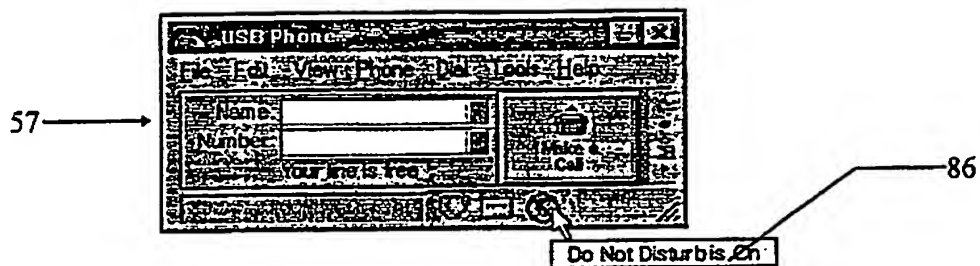 USB Phone
File Edit View Phone Dial Tools Help
57
Name:
Number:
Make a
Call
More
Your line is free
86
Do Not Disturb is On